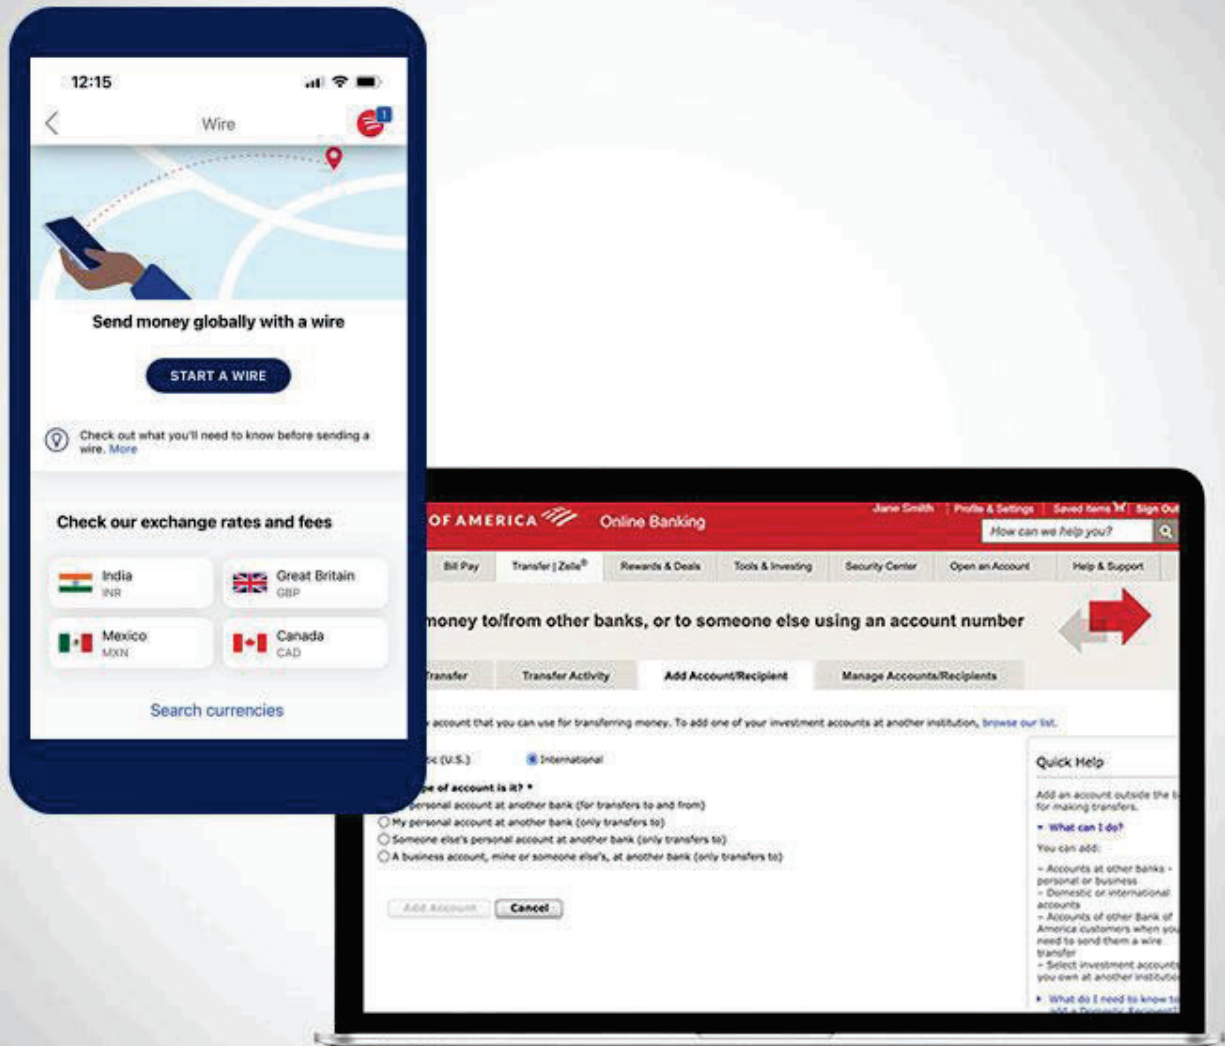 12:15
Wire
1
Send money globally with a wire
START A WIRE
Check out what you'll need to know before sending a
wire. More
Check our exchange rates and fees
India
INR
Great Britain
GBP
Mexico
MXN
Canada
CAD
Search currencies
OF AMERICA
Online Banking
Jane Smith
Profile & Settings
Saved Items
Sign Out
How can we help you?
Bill Pay
Transfer | Zelle®
Rewards & Deals
Tools & Investing
Security Center
Open an Account
Help & Support
money to/from other banks, or to someone else using an account number
Transfer
Transfer Activity
Add Account/Recipient
Manage Accounts/Recipients
account that you can use for transferring money. To add one of your investment accounts at another institution, browse our list.
(U.S.)
International
of account is it? *
personal account at another bank (for transfers to and from)
My personal account at another bank (only transfers to)
Someone else's personal account at another bank (only transfers to)
A business account, mine or someone else's, at another bank (only transfers to)
Add Account
Cancel
Quick Help
Add an account outside the
for making transfers.
What can I do?
You can add:
- Accounts at other banks -
personal or business
- Domestic or international
accounts
- Accounts of other Bank of
America customers when you
need to send them a wire
transfer
- Select investment accounts
you own at another institution
What do I need to know to
add a Domestic Recipient?